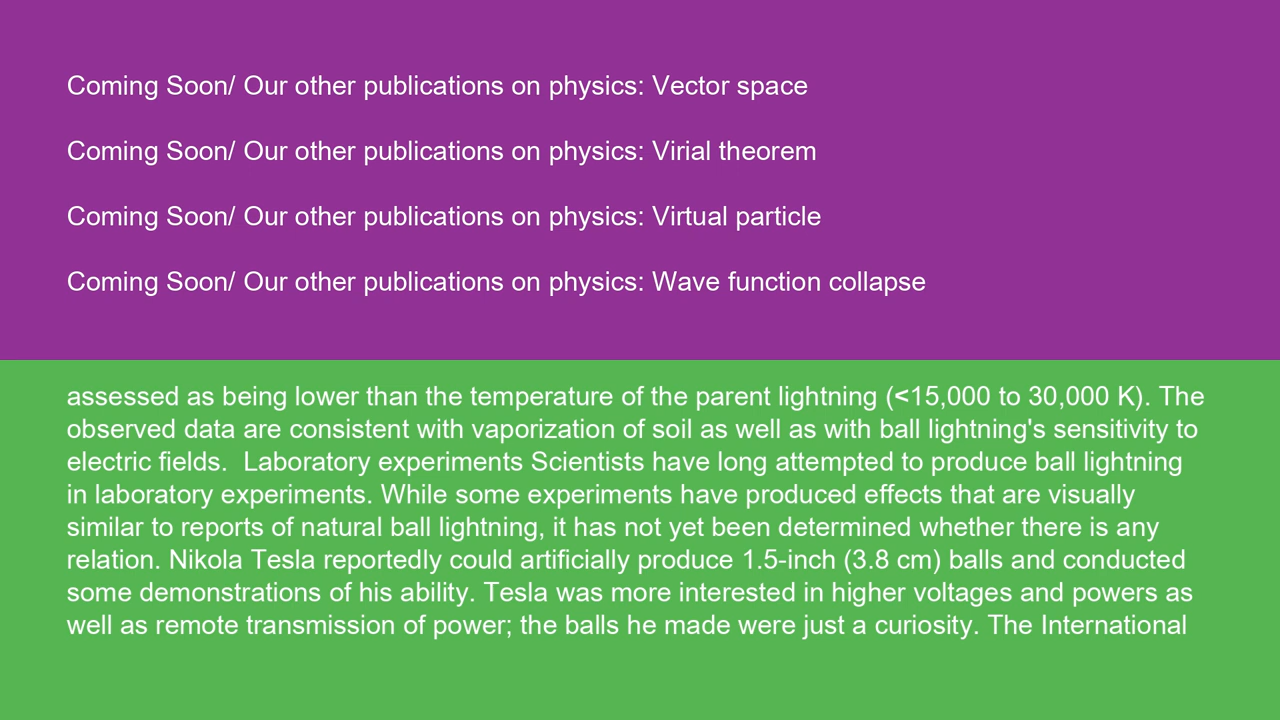 Coming Soon/ Our other publications on physics: Vector space
Coming Soon/ Our other publications on physics: Virial theorem
Coming Soon/ Our other publications on physics: Virtual particle
Coming Soon/ Our other publications on physics: Wave function collapse
assessed as being lower than the temperature of the parent lightning (<15,000 to 30,000 K). The
observed data are consistent with vaporization of soil as well as with ball lightning's sensitivity to
electric fields.  Laboratory experiments Scientists have long attempted to produce ball lightning
in laboratory experiments. While some experiments have produced effects that are visually
similar to reports of natural ball lightning, it has not yet been determined whether there is any
relation. Nikola Tesla reportedly could artificially produce 1.5-inch (3.8 cm) balls and conducted
some demonstrations of his ability. Tesla was more interested in higher voltages and powers as
well as remote transmission of power; the balls he made were just a curiosity. The International